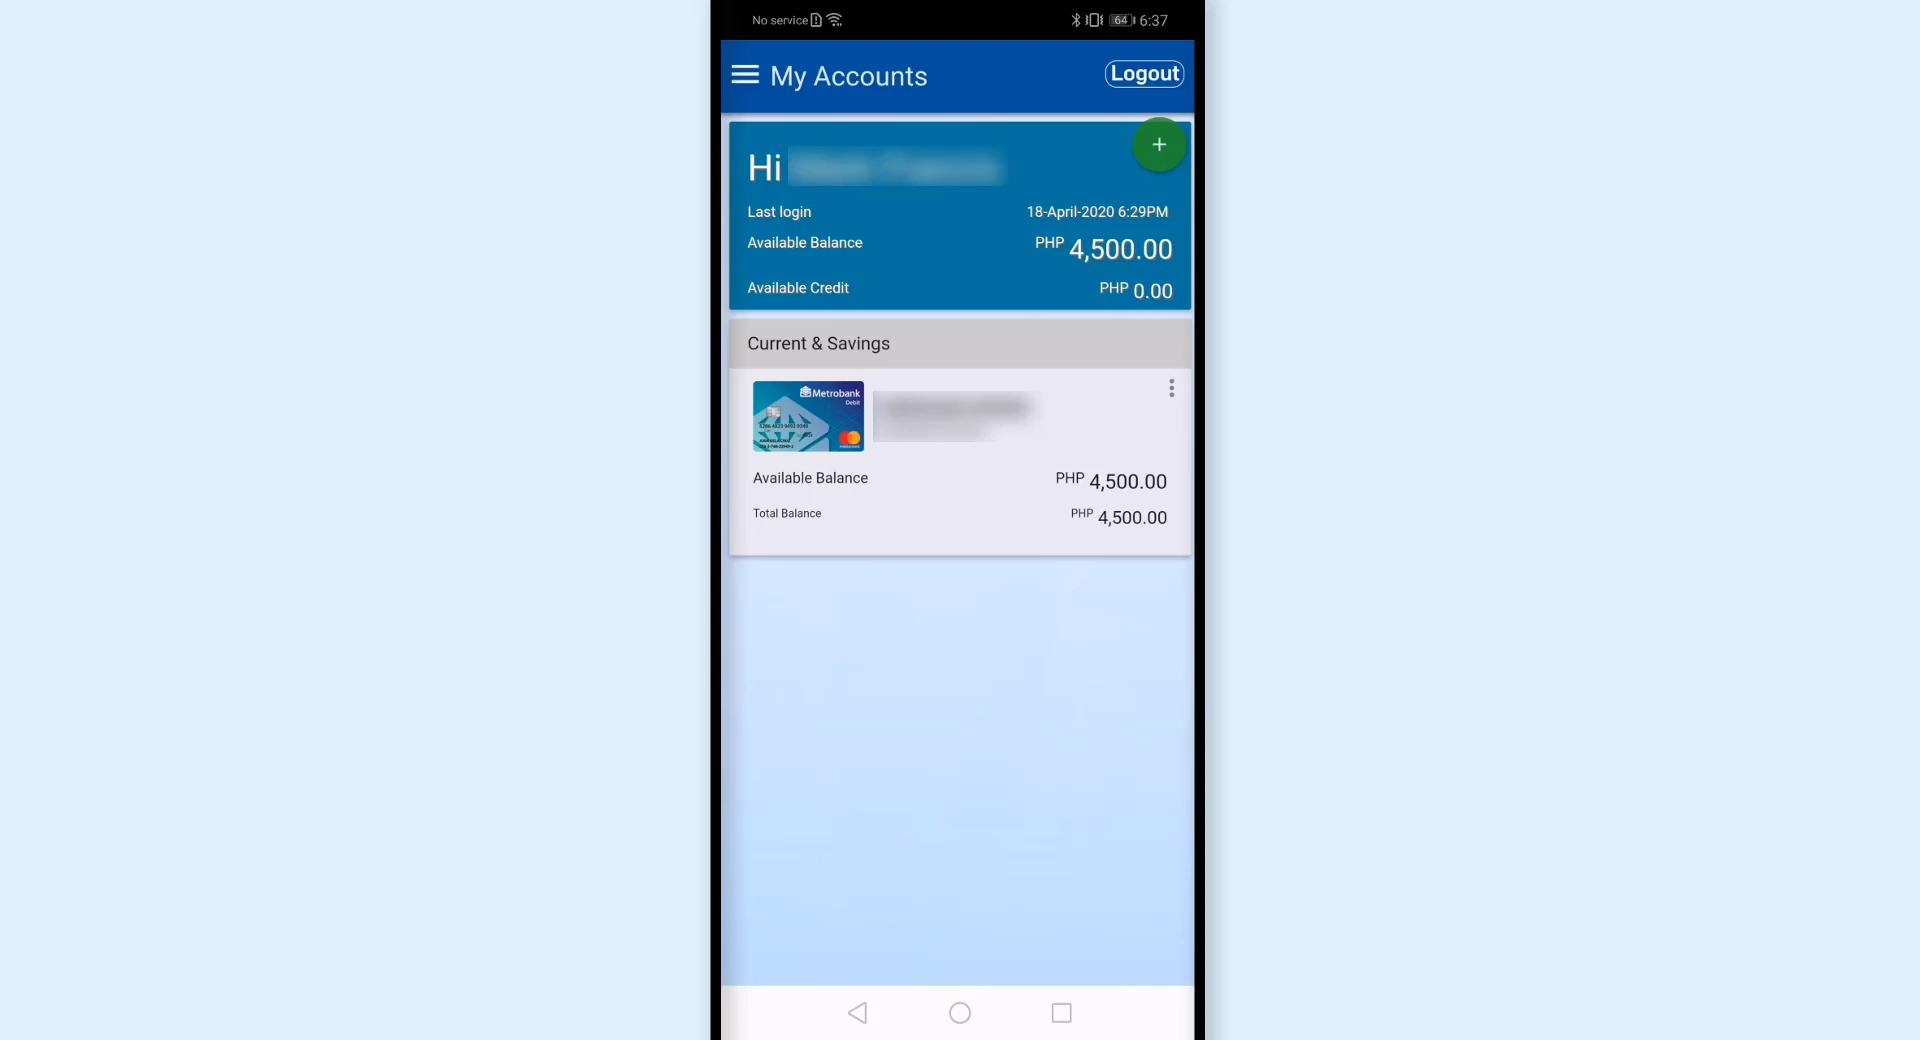 No service 64 6:37
My Accounts Logout
+
Hi
Last login 18-April-2020 6:29PM
Available Balance PHP 4,500.00
Available Credit PHP 0.00
Current & Savings
Metrobank
Debit
Available Balance PHP 4,500.00
Total Balance PHP 4,500.00